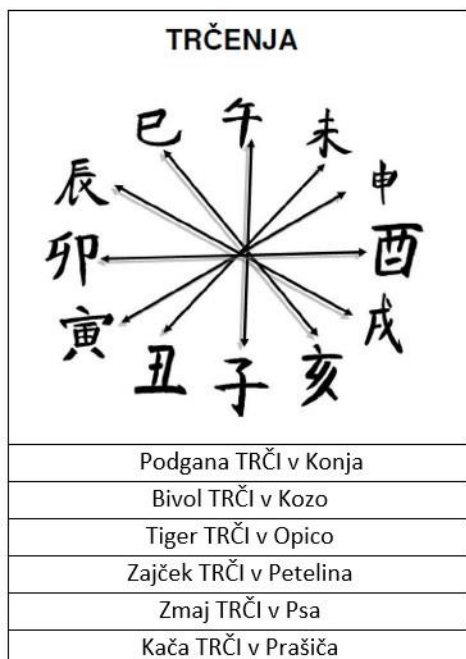 TRČENJA
巳 午 未
辰 申
卯 酉
寅 戌
丑 子 亥
Podgana TRČI v Konja
Bivol TRČI v Kozo
Tiger TRČI v Opico
Zajček TRČI v Petelina
Zmaj TRČI v Psa
Kača TRČI v Prašiča